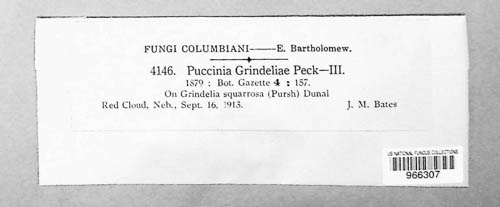 FUNGI COLUMBIANI——E. Bartholomew.
4146. Puccinia Grindeliae Peck—III.
1879 : Bot. Gazette 4 : 157.
On Grindelia squarrosa (Pursh) Dunal
Red Cloud, Neb., Sept. 16, 1913. J. M. Bates
US NATIONAL FUNGUS COLLECTIONS
966307